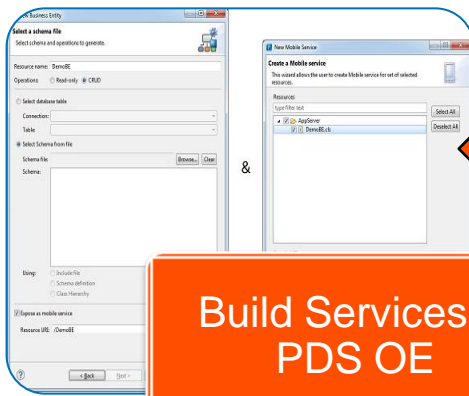 New Business Entity
Select a schema file
Select schema and operations to generate.
Resource name: DemoBE
Operations Read-only CRUD
Select database table
Connection:
Table
Select Schema from file
Schema file Browse... Clear
Schema:
Using: Include file
Schema definition
Class Hierarchy
Expose as mobile service
Resource URI: /DemoBE
< Back Next >
&
New Mobile Service
Create a Mobile service
This wizard allows the user to create Mobile service for set of selected
resources.
Resources
type filter text
Select All
AppServer
DemoBE.cls
Deselect All
Build Services
PDS OE